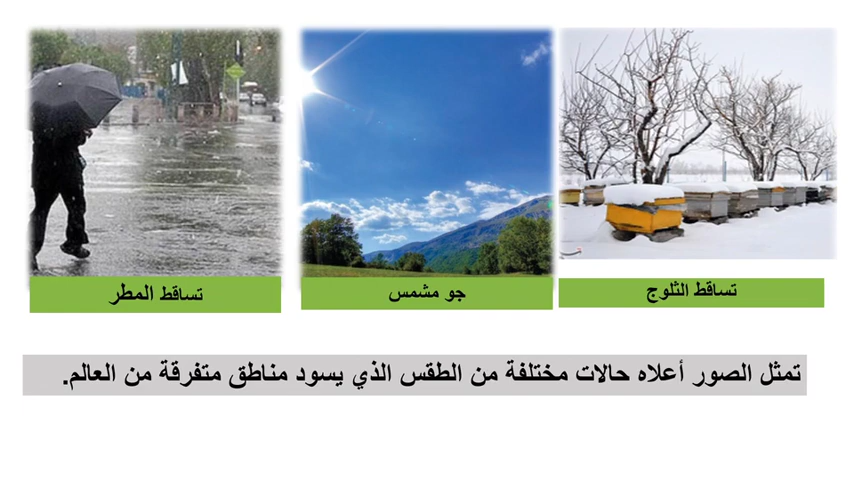 تساقط الثلوج
جو مشمس
تساقط المطر
تمثل الصور أعلاه حالات مختلفة من الطقس الذي يسود مناطق متفرقة من العالم.